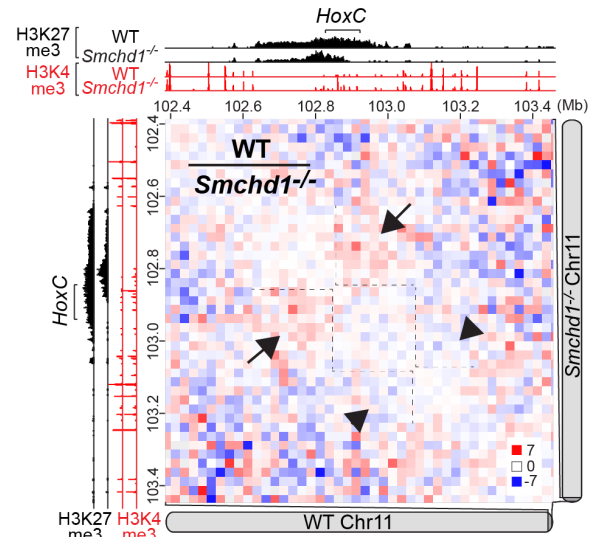 HoxC
H3K27 me3
WT
Smchd1-/-
H3K4 me3
WT
Smchd1-/-
102.4 102.6 102.8 103.0 103.2 103.4 (Mb)
WT
Smchd1-/-
102.4
102.6
102.8
103.0
103.2
103.4
HoxC
Smchd1-/- Chr11
7
0
-7
H3K27 me3
H3K4 me3
WT Chr11